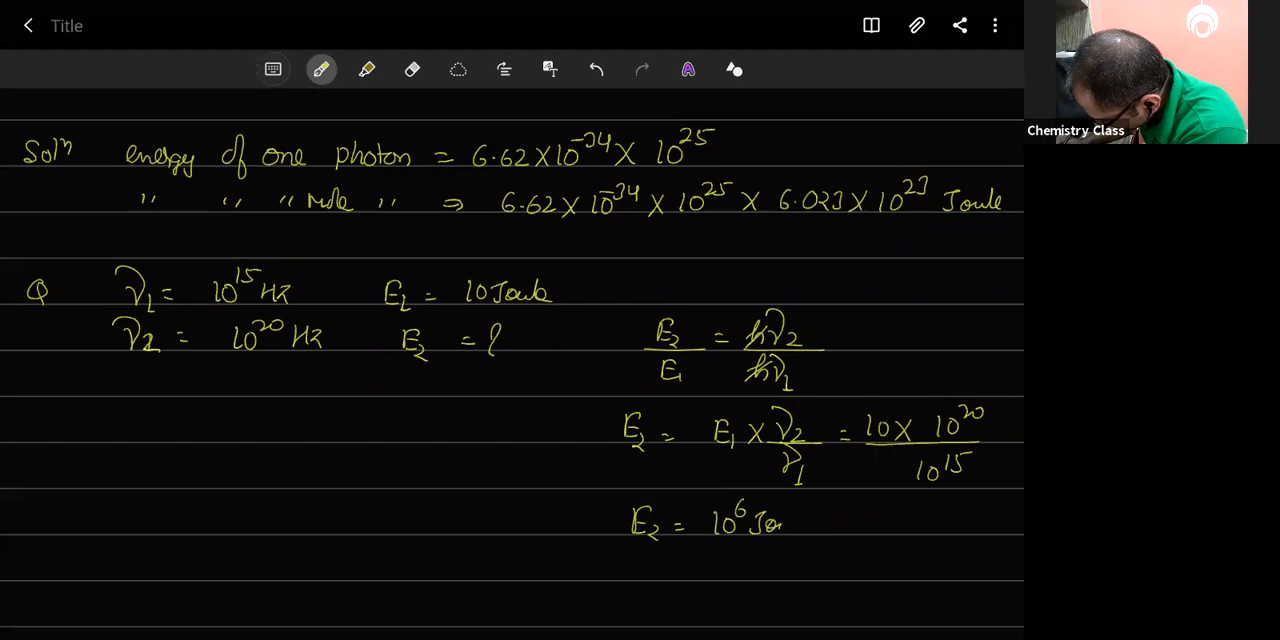 Title
Chemistry Class
Soln energy of one photon = 6.62 X 10^-34 X 10^25
" " " mole " ⇒ 6.62 X 10^-34 X 10^25 X 6.023 X 10^23 Joule
Q ν1 = 10^15 Hz E1 = 10 Joule
ν2 = 10^20 Hz E2 = ?
E2/E1 = hν2/hν1
E2 = E1 X ν2/ν1 = 10 X 10^20/10^15
E2 = 10^6 Jo